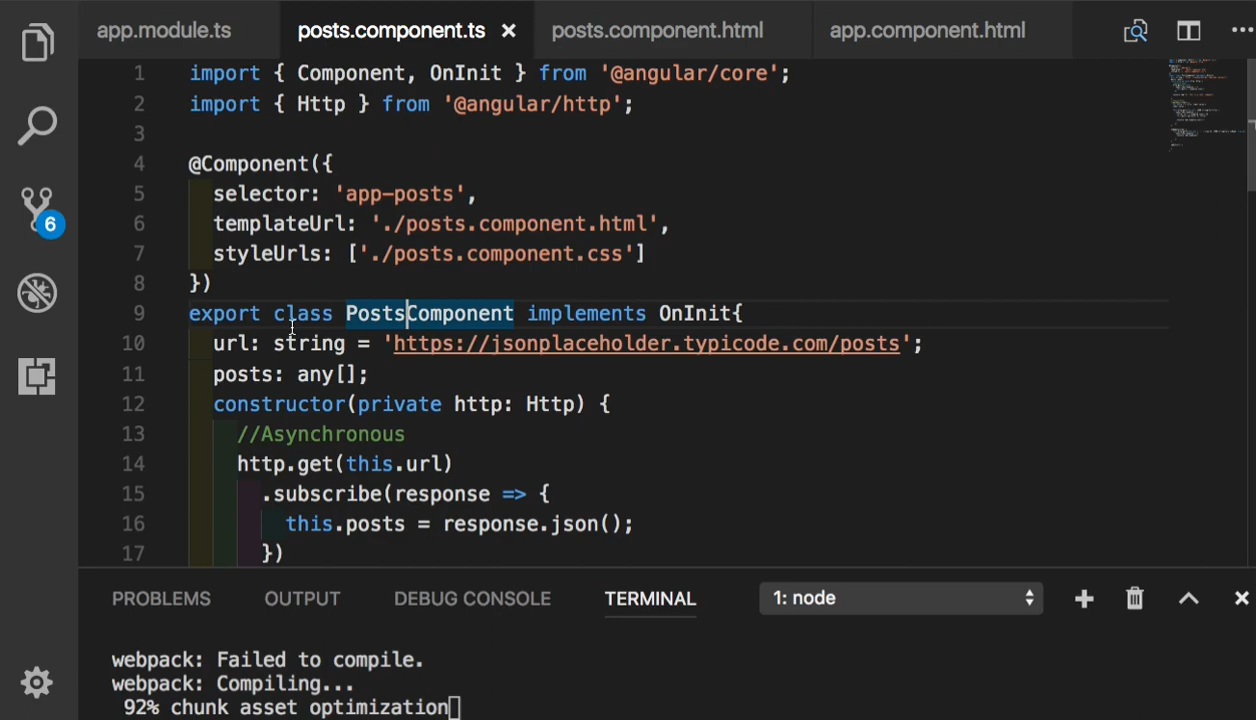 app.module.ts posts.component.ts × posts.component.html app.component.html
1 import { Component, OnInit } from '@angular/core';
2 import { Http } from '@angular/http';
3
4 @Component({
5 selector: 'app-posts',
6 templateUrl: './posts.component.html',
7 styleUrls: ['./posts.component.css']
8 })
9 export class PostsComponent implements OnInit{
10 url: string = 'https://jsonplaceholder.typicode.com/posts';
11 posts: any[];
12 constructor(private http: Http) {
13 //Asynchronous
14 http.get(this.url)
15 .subscribe(response => {
16 this.posts = response.json();
17 })
6
PROBLEMS OUTPUT DEBUG CONSOLE TERMINAL 1: node
webpack: Failed to compile.
webpack: Compiling...
92% chunk asset optimization